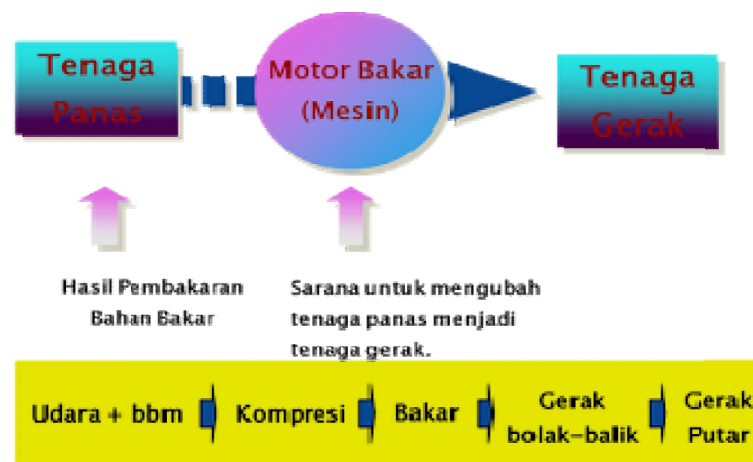 Tenaga
Panas
Motor Bakar
(Mesin)
Tenaga
Gerak
Hasil Pembakaran
Bahan Bakar
Sarana untuk mengubah
tenaga panas menjadi
tenaga gerak.
Udara + bbm
Kompresi
Bakar
Gerak
bolak-balik
Gerak
Putar